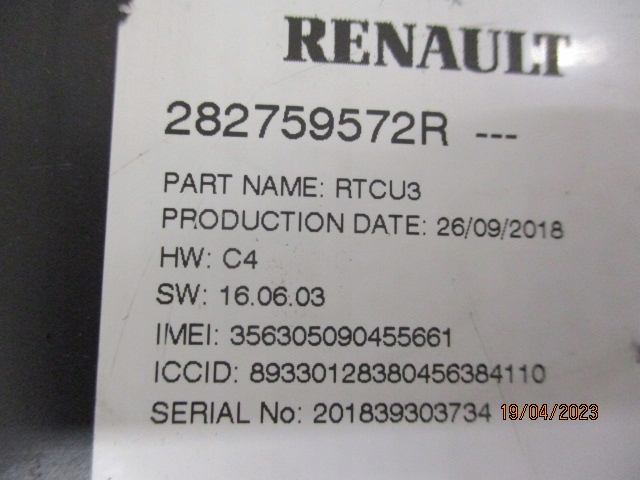 RENAULT
282759572R ---
PART NAME: RTCU3
PRODUCTION DATE: 26/09/2018
HW: C4
SW: 16.06.03
IMEI: 356305090455661
ICCID: 89330128380456384110
SERIAL No: 201839303734 19/04/2023